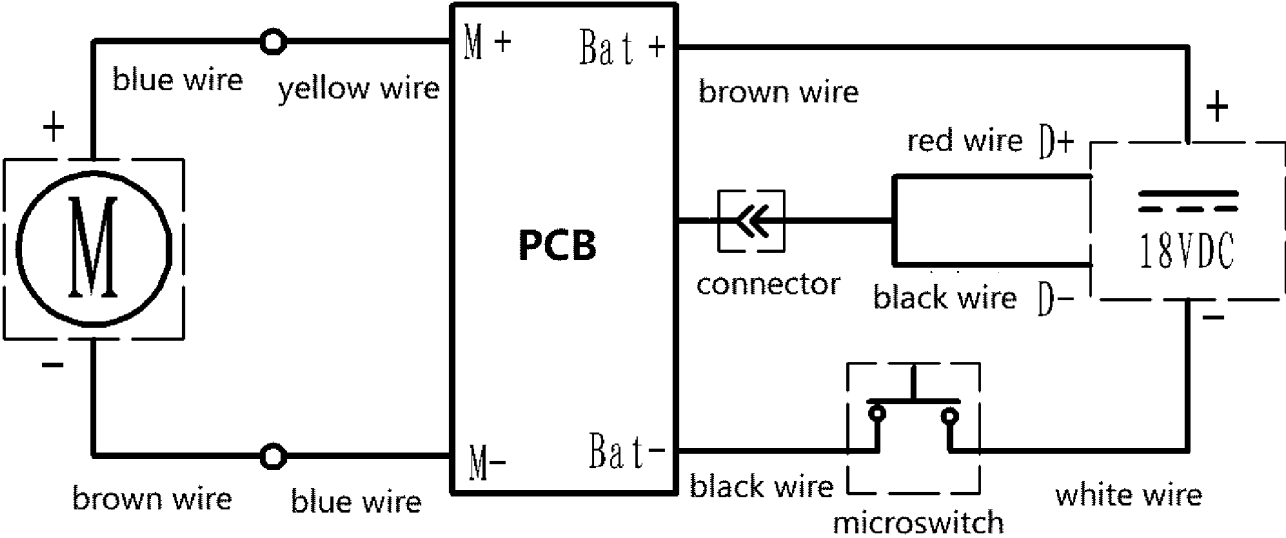 M+
Bat+
blue wire
yellow wire
brown wire
+
+
red wire D+
M
PCB
18VDC
connector
black wire D-
-
-
M-
Bat-
brown wire
blue wire
black wire
white wire
microswitch